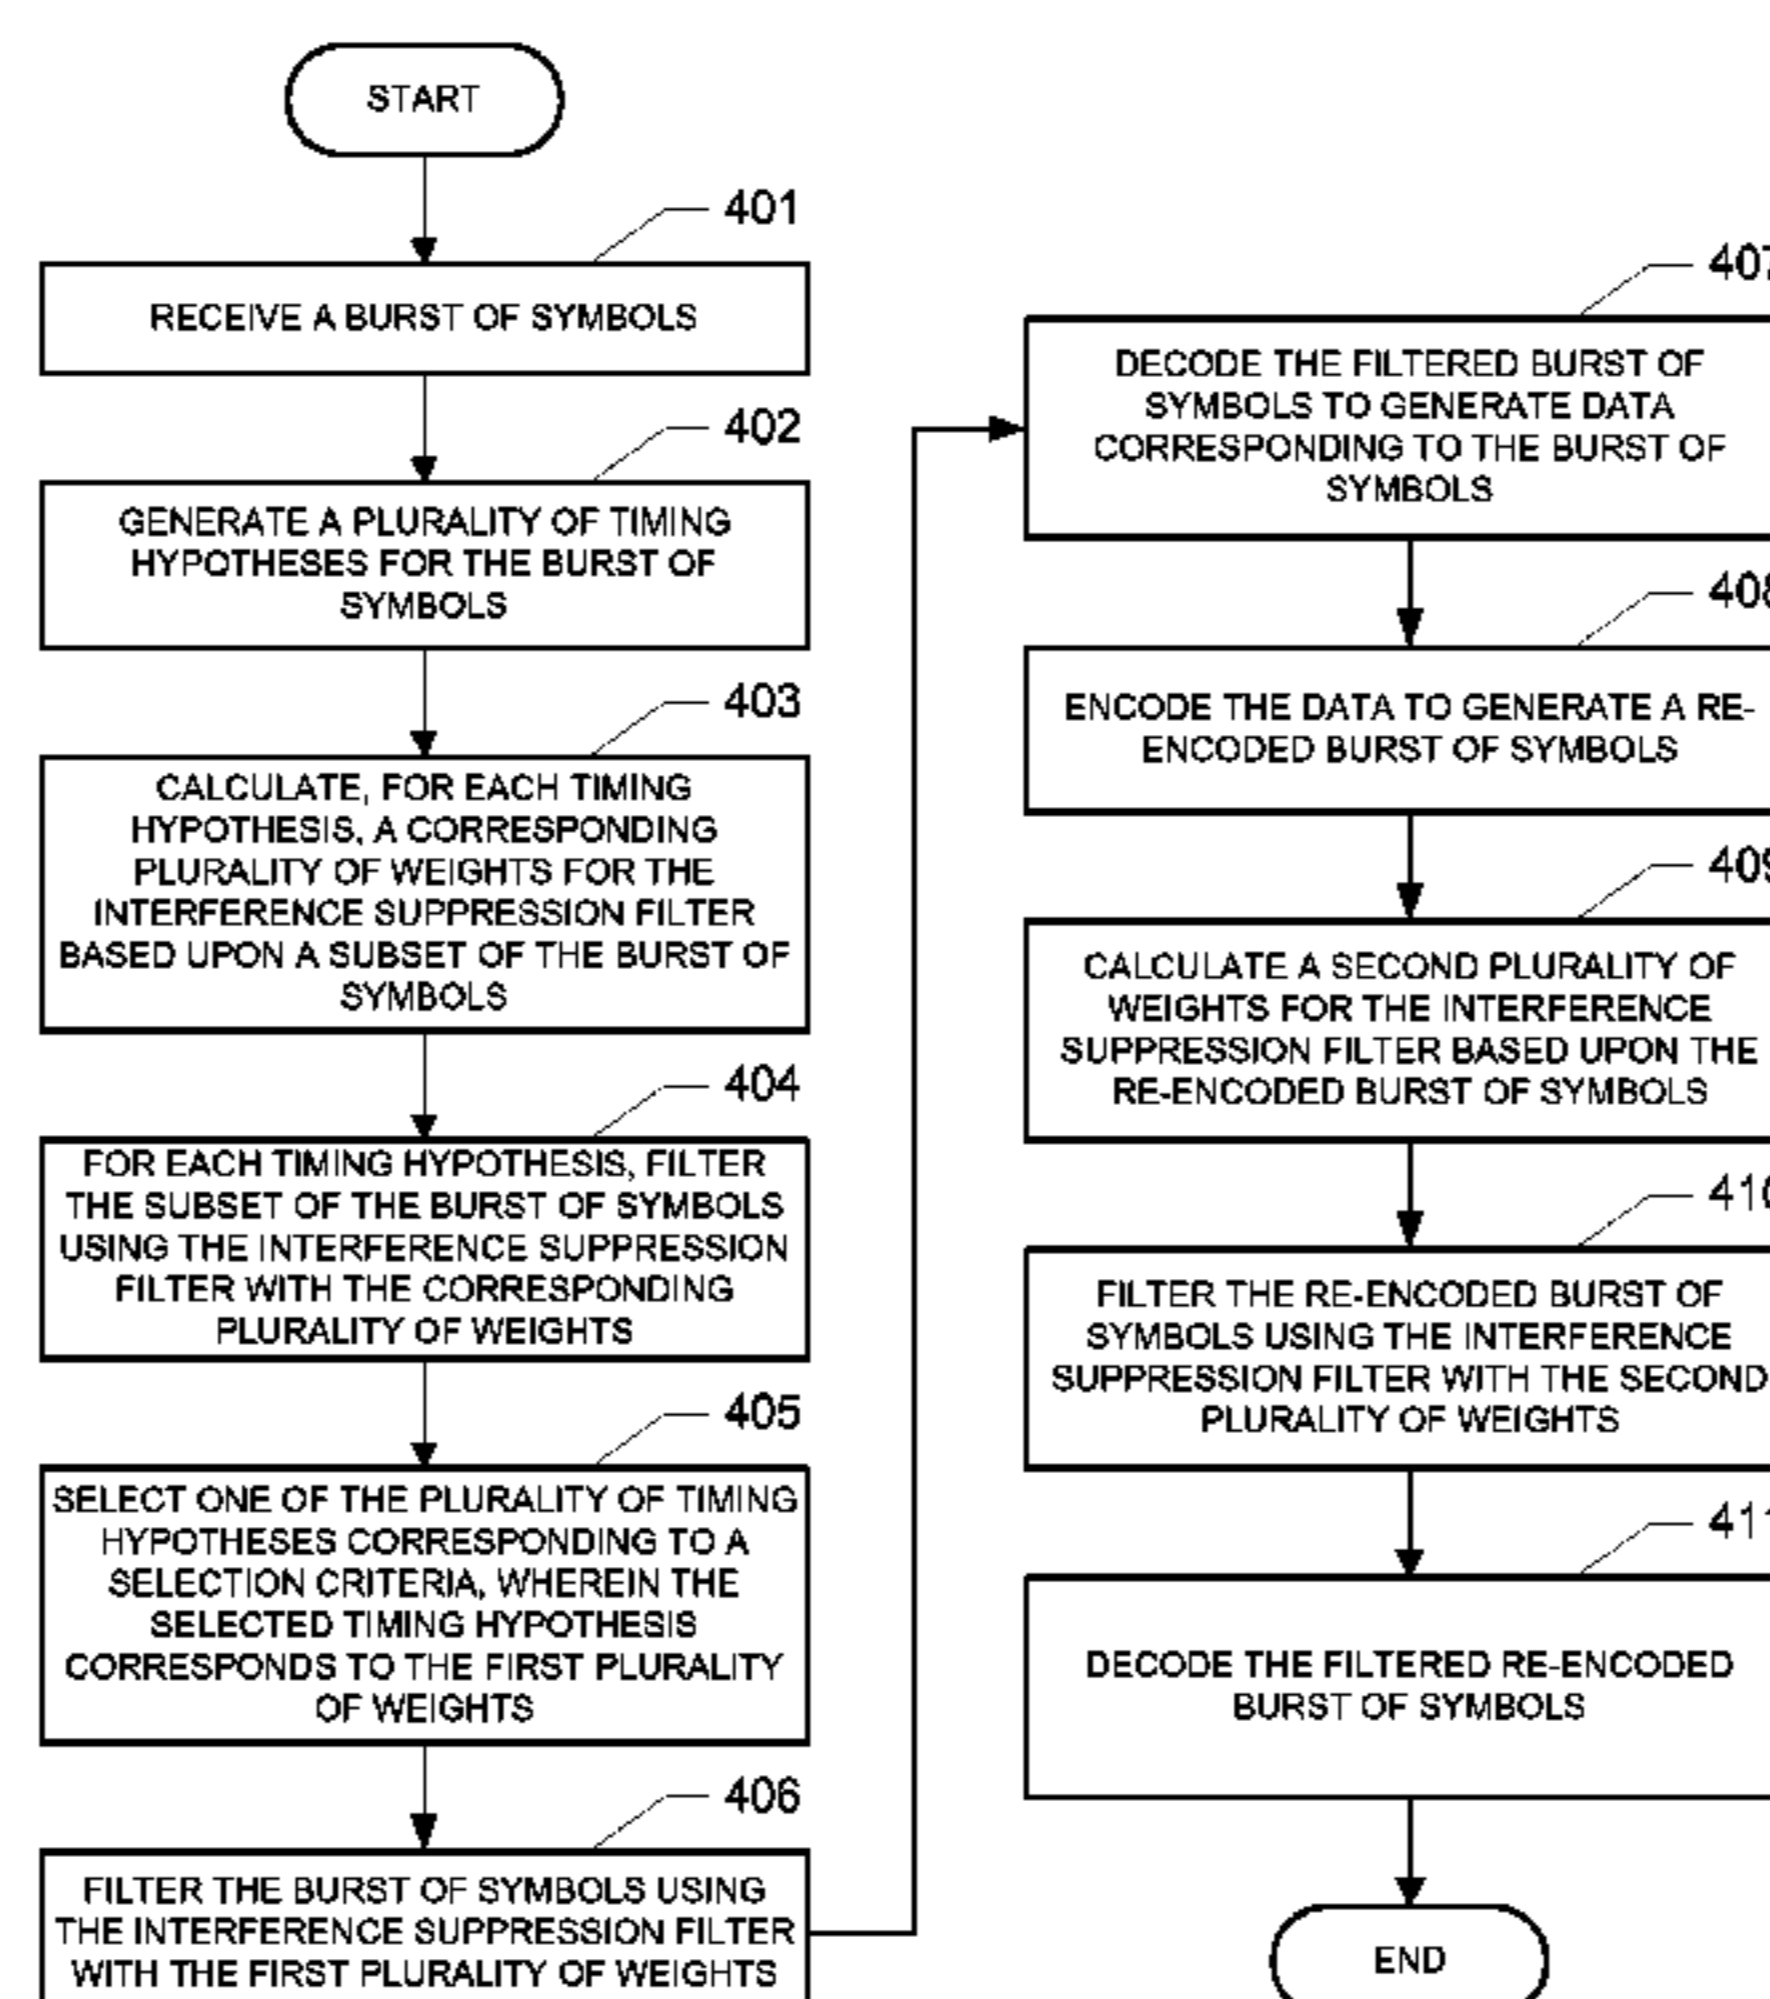 START
401
RECEIVE A BURST OF SYMBOLS
402
GENERATE A PLURALITY OF TIMING
HYPOTHESES FOR THE BURST OF
SYMBOLS
403
CALCULATE, FOR EACH TIMING
HYPOTHESIS, A CORRESPONDING
PLURALITY OF WEIGHTS FOR THE
INTERFERENCE SUPPRESSION FILTER
BASED UPON A SUBSET OF THE BURST OF
SYMBOLS
404
FOR EACH TIMING HYPOTHESIS, FILTER
THE SUBSET OF THE BURST OF SYMBOLS
USING THE INTERFERENCE SUPPRESSION
FILTER WITH THE CORRESPONDING
PLURALITY OF WEIGHTS
405
SELECT ONE OF THE PLURALITY OF TIMING
HYPOTHESES CORRESPONDING TO A
SELECTION CRITERIA, WHEREIN THE
SELECTED TIMING HYPOTHESIS
CORRESPONDS TO THE FIRST PLURALITY
OF WEIGHTS
406
FILTER THE BURST OF SYMBOLS USING
THE INTERFERENCE SUPPRESSION FILTER
WITH THE FIRST PLURALITY OF WEIGHTS
407
DECODE THE FILTERED BURST OF
SYMBOLS TO GENERATE DATA
CORRESPONDING TO THE BURST OF
SYMBOLS
408
ENCODE THE DATA TO GENERATE A RE-
ENCODED BURST OF SYMBOLS
409
CALCULATE A SECOND PLURALITY OF
WEIGHTS FOR THE INTERFERENCE
SUPPRESSION FILTER BASED UPON THE
RE-ENCODED BURST OF SYMBOLS
410
FILTER THE RE-ENCODED BURST OF
SYMBOLS USING THE INTERFERENCE
SUPPRESSION FILTER WITH THE SECOND
PLURALITY OF WEIGHTS
411
DECODE THE FILTERED RE-ENCODED
BURST OF SYMBOLS
END